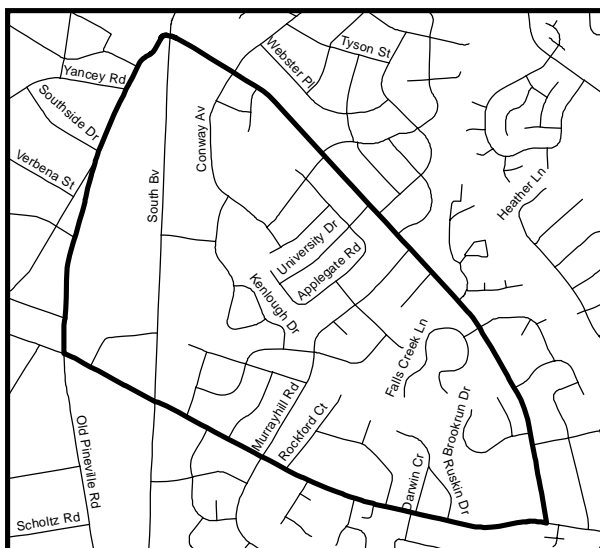 Tyson St
Webster Pl
Yancey Rd
Southside Dr
Conway Av
Verbena St
South Bv
Heather Ln
University Dr
Applegate Rd
Kenlough Dr
Falls Creek Ln
Murrayhill Rd
Rockford Ct
Brookrun Dr
Old Pineville Rd
Darwin Cr
Ruskin Dr
Scholtz Rd